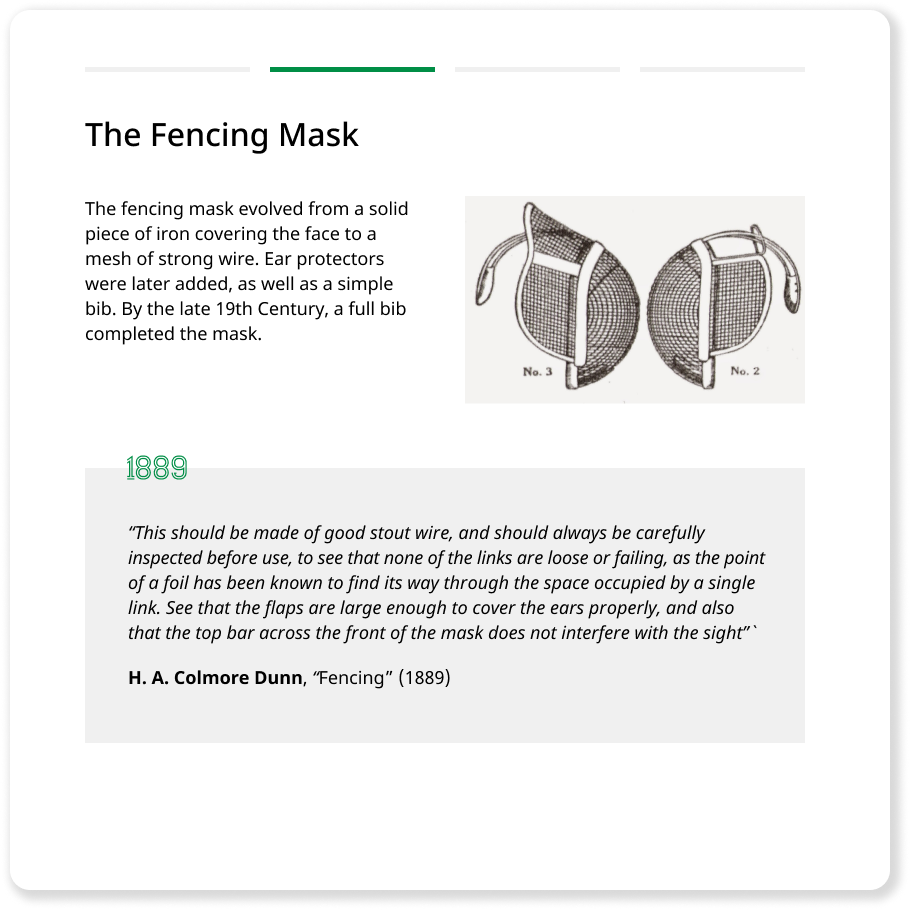 The Fencing Mask
The fencing mask evolved from a solid
piece of iron covering the face to a
mesh of strong wire. Ear protectors
were later added, as well as a simple
bib. By the late 19th Century, a full bib
completed the mask.
No. 3
No. 2
1889
“This should be made of good stout wire, and should always be carefully
inspected before use, to see that none of the links are loose or failing, as the point
of a foil has been known to find its way through the space occupied by a single
link. See that the flaps are large enough to cover the ears properly, and also
that the top bar across the front of the mask does not interfere with the sight”`
H. A. Colmore Dunn, “Fencing” (1889)